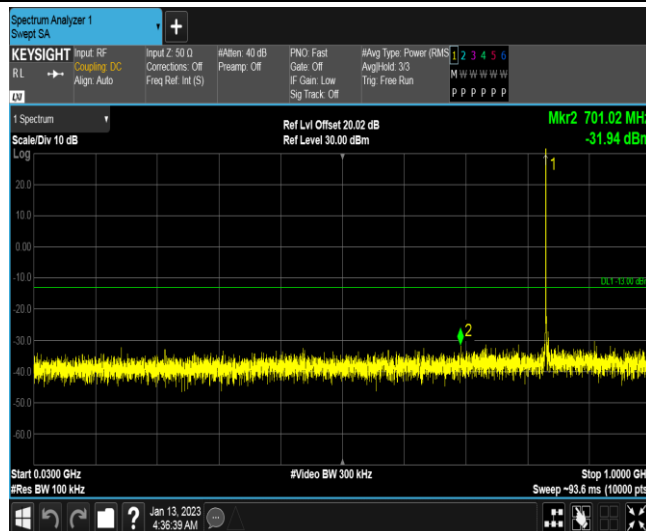 Spectrum Analyzer 1
Swept SA
+
KEYSIGHT
RL
LXI
Input: RF
Coupling: DC
Align: Auto
Input Z: 50 Ω
Corrections: Off
Freq Ref: Int (S)
#Atten: 40 dB
Preamp: Off
PNO: Fast
Gate: Off
IF Gain: Low
Sig Track: Off
#Avg Type: Power (RMS
Avg|Hold: 3/3
Trig: Free Run
1 2 3 4 5 6
M W W W W W
P P P P P P
1 Spectrum
Scale/Div 10 dB
Log
Ref Lvl Offset 20.02 dB
Ref Level 30.00 dBm
Mkr2 701.02 MHz
-31.94 dBm
1
20.0
10.0
0.00
-10.0
DL1 -13.00 dBm
-20.0
2
-30.0
-40.0
-50.0
-60.0
Start 0.0300 GHz
#Res BW 100 kHz
#Video BW 300 kHz
Stop 1.0000 GH
Sweep ~93.6 ms (10000 pts
?
Jan 13, 2023
4:36:39 AM